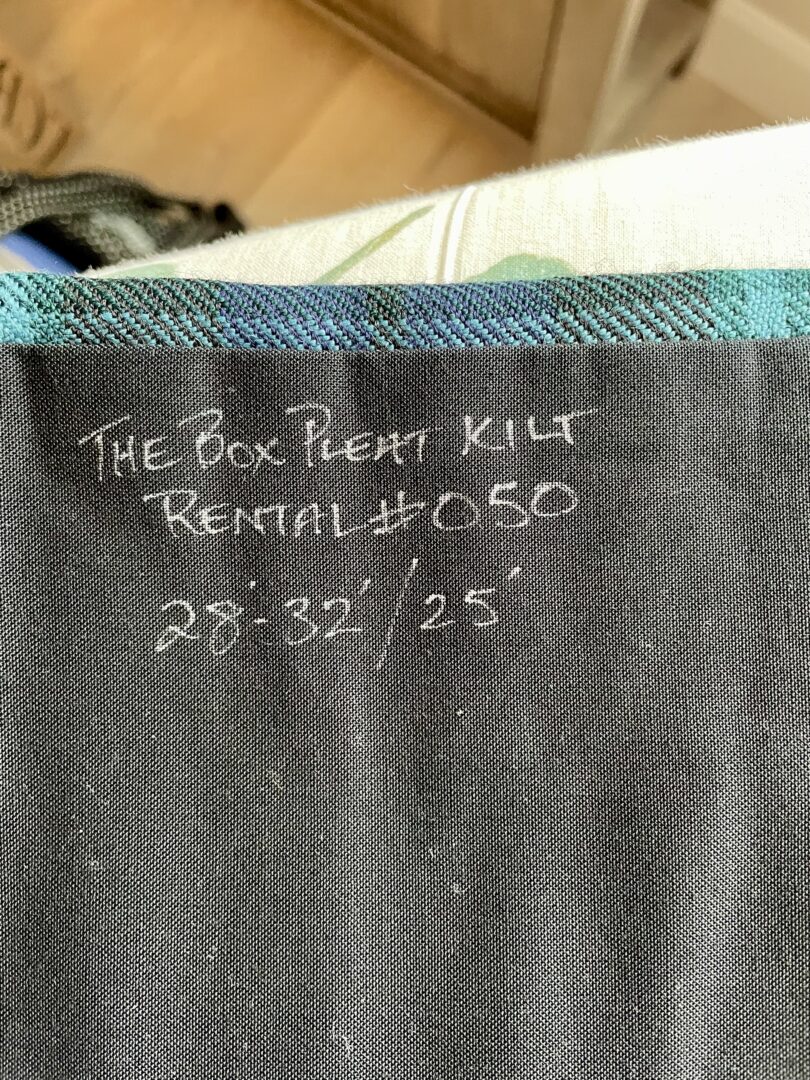 THE BOX PLEAT KILT
RENTAL #050
28'-32'/25'